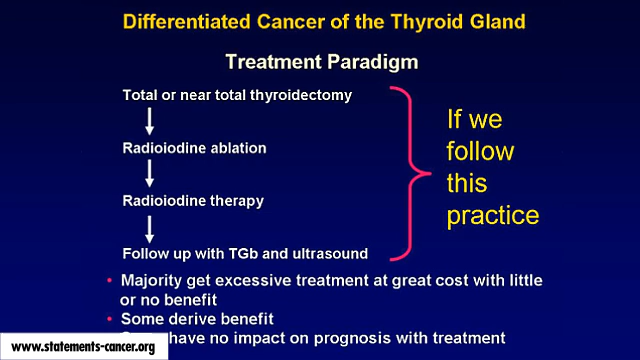 Differentiated Cancer of the Thyroid Gland
Treatment Paradigm
Total or near total thyroidectomy
Radioiodine ablation
Radioiodine therapy
Follow up with TGb and ultrasound
If we
follow
this
practice
• Majority get excessive treatment at great cost with little
or no benefit
• Some derive benefit
have no impact on prognosis with treatment
www.statements-cancer.org